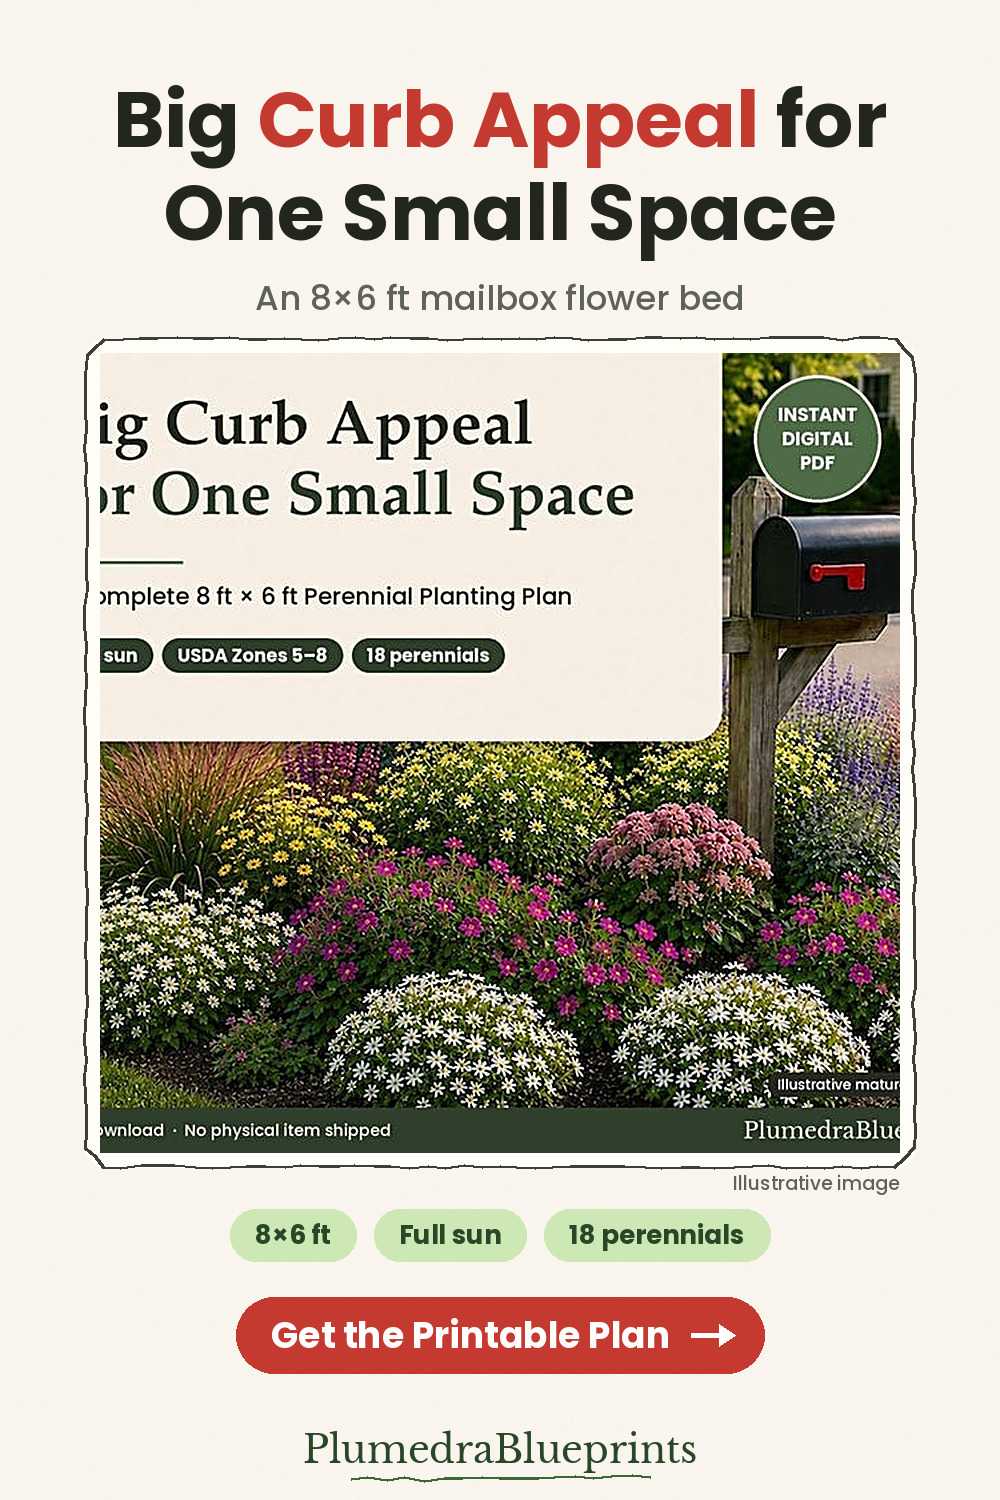 Big Curb Appeal for
One Small Space
An 8×6 ft mailbox flower bed
ig Curb Appeal
or One Small Space
INSTANT
DIGITAL
PDF
omplete 8 ft × 6 ft Perennial Planting Plan
sun
USDA Zones 5–8
18 perennials
Illustrative matur
ownload · No physical item shipped
PlumedraBlue
Illustrative image
8×6 ft
Full sun
18 perennials
Get the Printable Plan →
PlumedraBlueprints